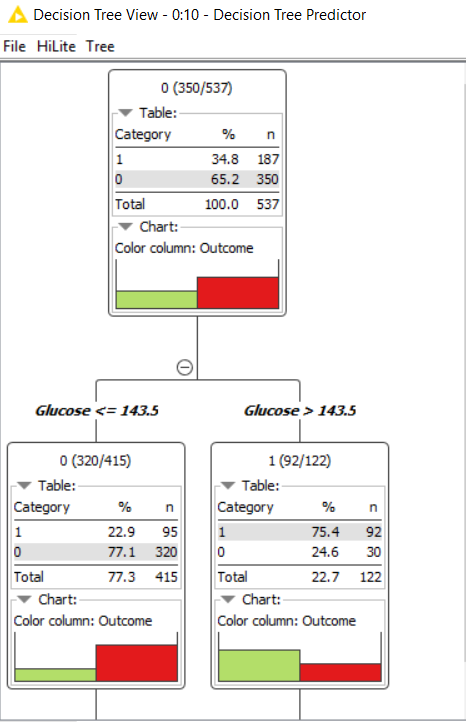 Decision Tree View - 0:10 - Decision Tree Predictor
File HiLite Tree
0 (350/537)
Table:
Category % n
1 34.8 187
0 65.2 350
Total 100.0 537
Chart:
Color column: Outcome
Glucose <= 143.5 Glucose > 143.5
0 (320/415)
Table:
Category % n
1 22.9 95
0 77.1 320
Total 77.3 415
Chart:
Color column: Outcome
1 (92/122)
Table:
Category % n
1 75.4 92
0 24.6 30
Total 22.7 122
Chart:
Color column: Outcome